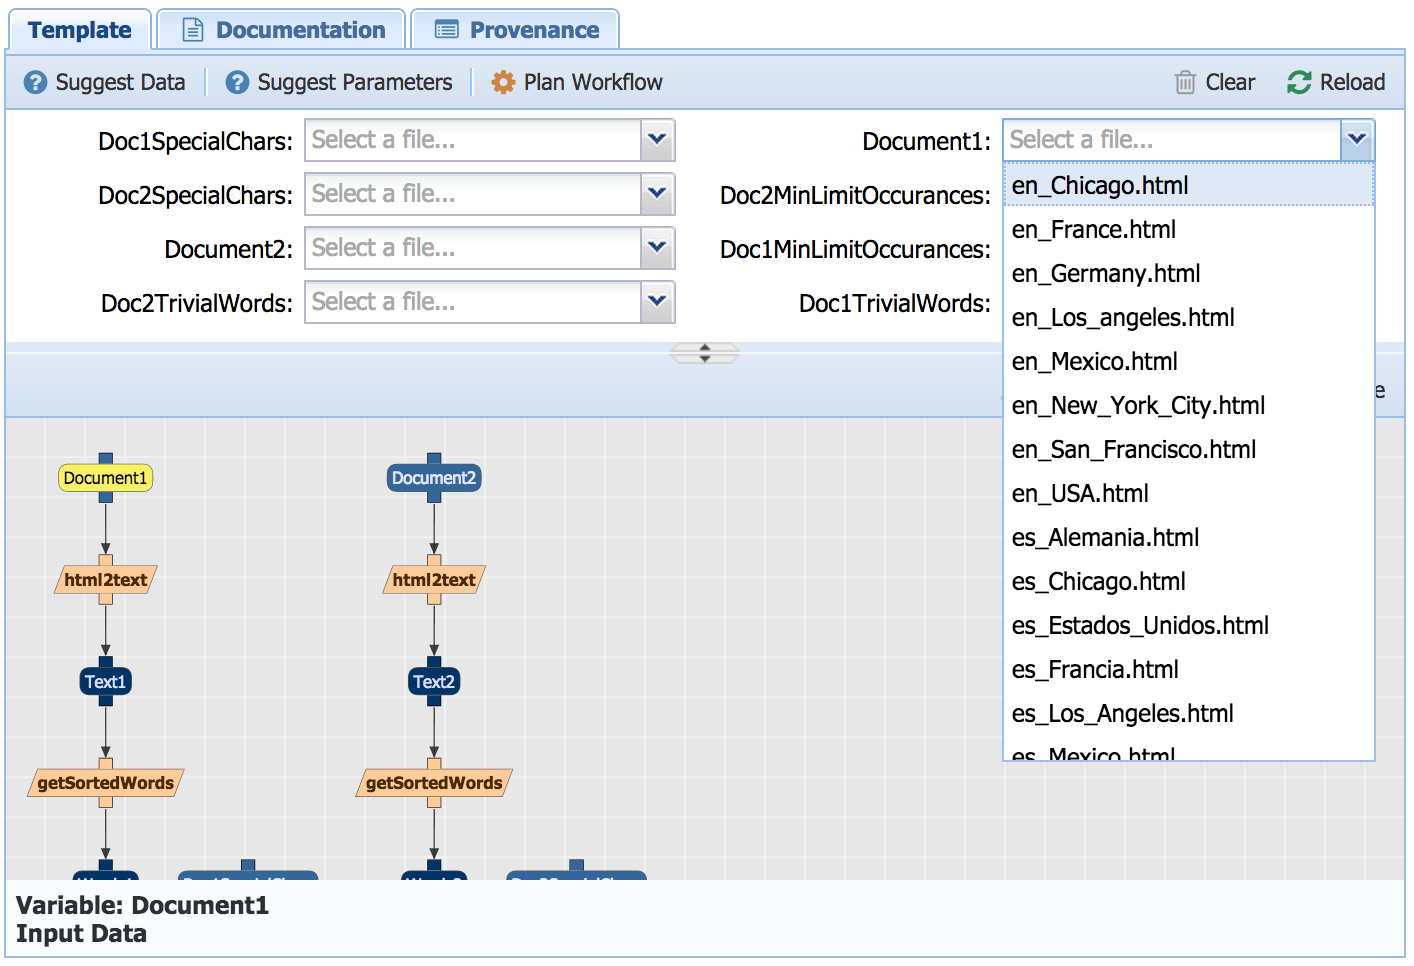 Template Documentation Provenance
Suggest Data Suggest Parameters Plan Workflow Clear Reload
Doc1SpecialChars: Select a file... Document1: Select a file...
Doc2SpecialChars: Select a file... Doc2MinLimitOccurances:
Document2: Select a file... Doc1MinLimitOccurances:
Doc2TrivialWords: Select a file... Doc1TrivialWords:
en_Chicago.html
en_France.html
en_Germany.html
en_Los_angeles.html
en_Mexico.html
en_New_York_City.html
en_San_Francisco.html
en_USA.html
es_Alemania.html
es_Chicago.html
es_Estados_Unidos.html
es_Francia.html
es_Los_Angeles.html
es_Mexico.html
Document1 Document2
html2text html2text
Text1 Text2
getSortedWords getSortedWords
Doc1SpecialChars Doc2SpecialChars
Variable: Document1
Input Data